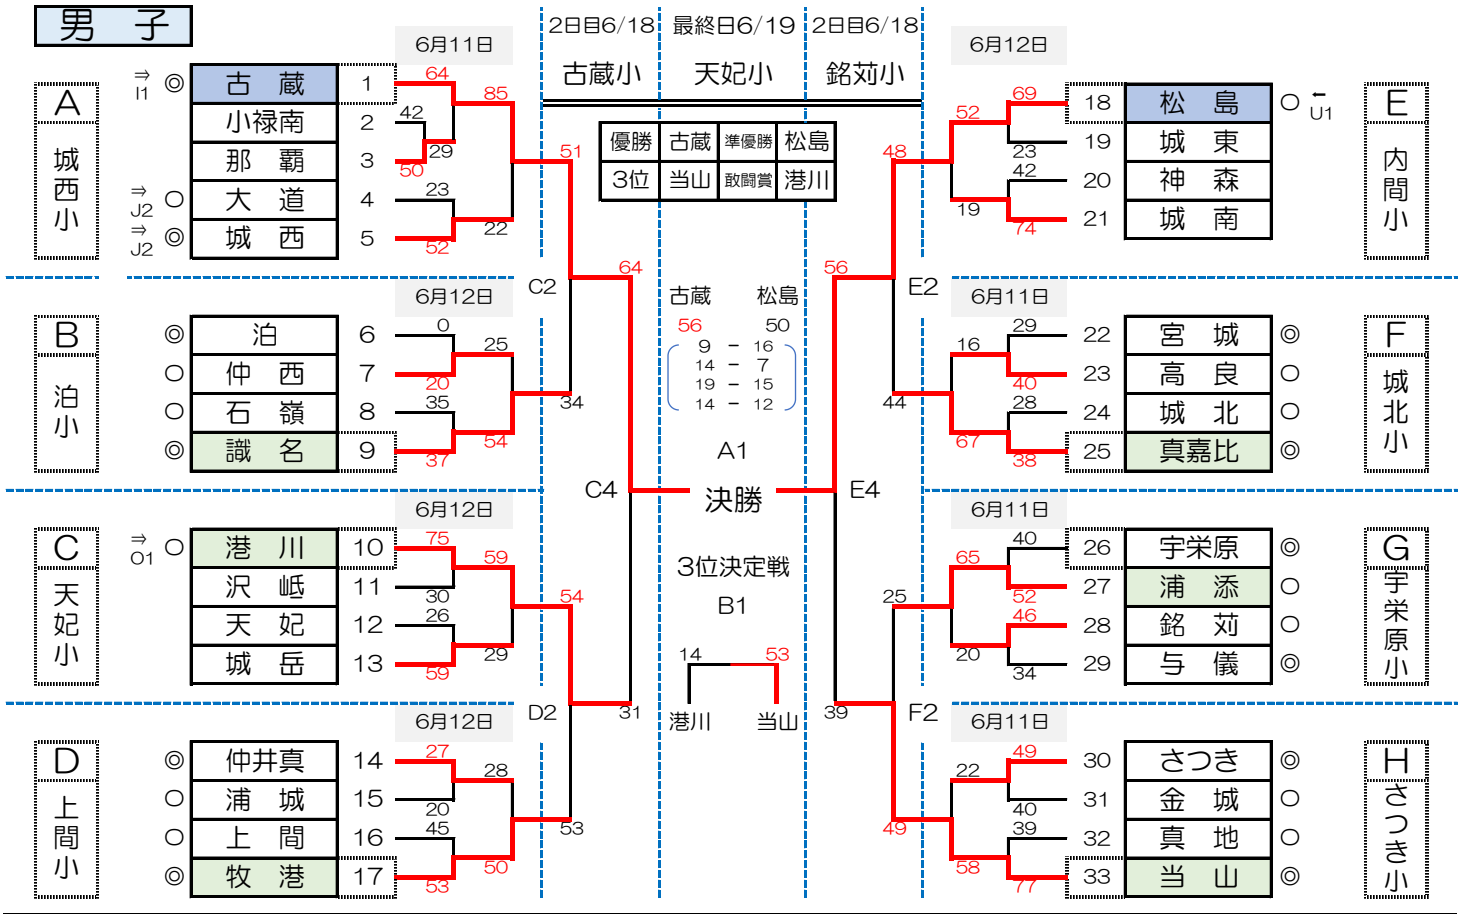 男 子
2日目6/18 最終日6/19 2日目6/18
古蔵小 天妃小 銘苅小
優勝 古蔵 準優勝 松島
3位 当山 敢闘賞 港川
6月11日
A
城西小
⇒ I1 ◎ 古 蔵 1 64
小禄南 2 42
那 覇 3 50
⇒ J2 ○ 大 道 4 23
⇒ J2 ◎ 城 西 5 52
85
29
22
51
6月12日
B
泊小
◎ 泊 6 0
○ 仲 西 7 20
○ 石 嶺 8 35
◎ 識 名 9 37
25
54
34
C2
64
6月12日
C
天妃小
⇒ O1 ○ 港 川 10 75
沢 岻 11 30
天 妃 12 26
城 岳 13 59
59
29
54
C4
6月12日
D
上間小
◎ 仲井真 14 27
○ 浦 城 15 20
○ 上 間 16 45
◎ 牧 港 17 53
28
50
53
D2
31
古蔵 松島
56 50
9 － 16
14 － 7
19 － 15
14 － 12
A1
決勝
3位決定戦
B1
14 53
港川 当山
6月12日
E
内間小
69 18 松 島 ○ ← U1
23 19 城 東
42 20 神 森
74 21 城 南
52
19
48
6月11日
F
城北小
29 22 宮 城 ◎
40 23 高 良 ○
28 24 城 北 ○
38 25 真嘉比 ◎
16
67
44
E2
56
6月11日
G
宇栄原小
40 26 宇栄原 ◎
52 27 浦 添 ○
46 28 銘 苅 ○
34 29 与 儀 ◎
65
20
25
E4
6月11日
H
さつき小
49 30 さつき ◎
40 31 金 城 ○
39 32 真 地 ○
77 33 当 山 ◎
22
58
49
F2
39